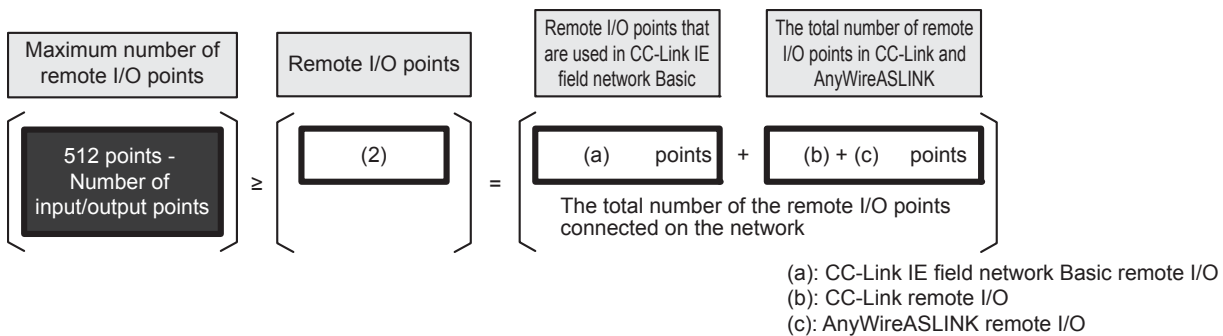 Maximum number of
remote I/O points
Remote I/O points
Remote I/O points that
are used in CC-Link IE
field network Basic
The total number of remote
I/O points in CC-Link and
AnyWireASLINK
512 points -
Number of
input/output points
≥
(2)
=
(a) points
+
(b) + (c) points
The total number of the remote I/O points
connected on the network
(a): CC-Link IE field network Basic remote I/O
(b): CC-Link remote I/O
(c): AnyWireASLINK remote I/O